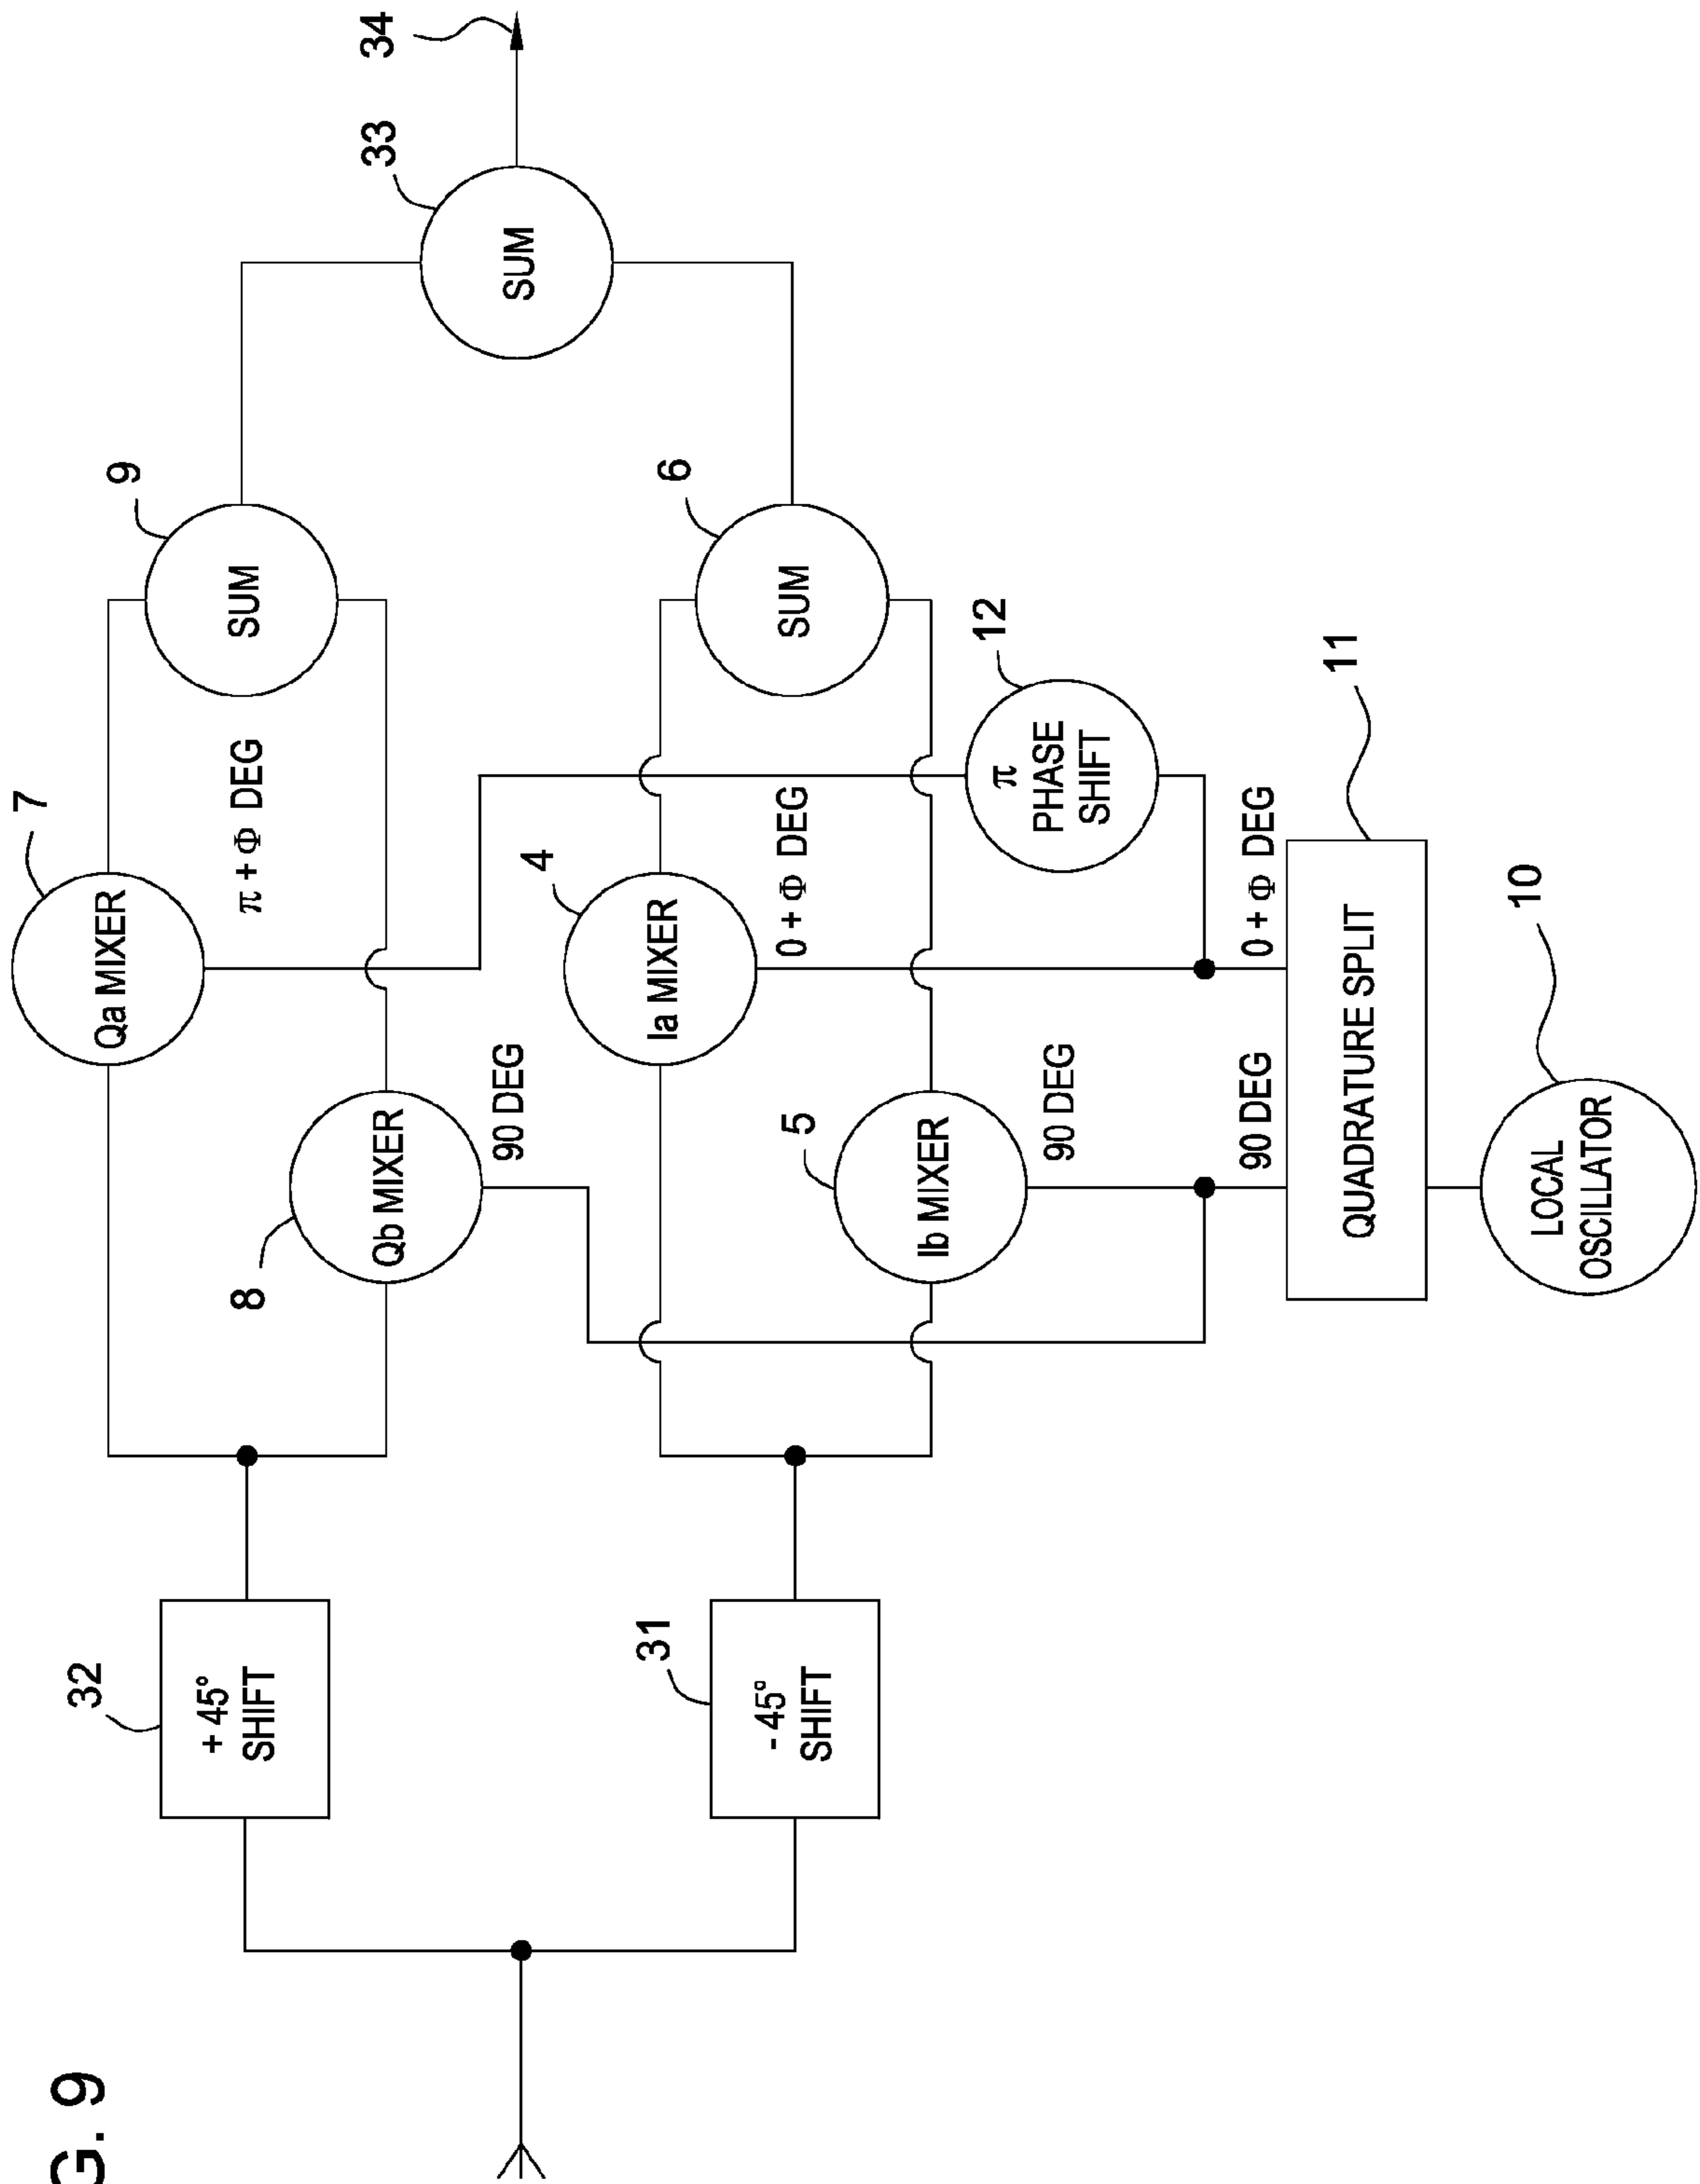 G. 9
32
+ 45°
SHIFT
31
- 45°
SHIFT
7
Qa MIXER
π + Φ DEG
8
Qb MIXER
90 DEG
9
SUM
4
Ia MIXER
0 + Φ DEG
5
Ib MIXER
90 DEG
6
SUM
33
SUM
34
12
π
PHASE
SHIFT
90 DEG
0 + Φ DEG
11
QUADRATURE SPLIT
10
LOCAL
OSCILLATOR